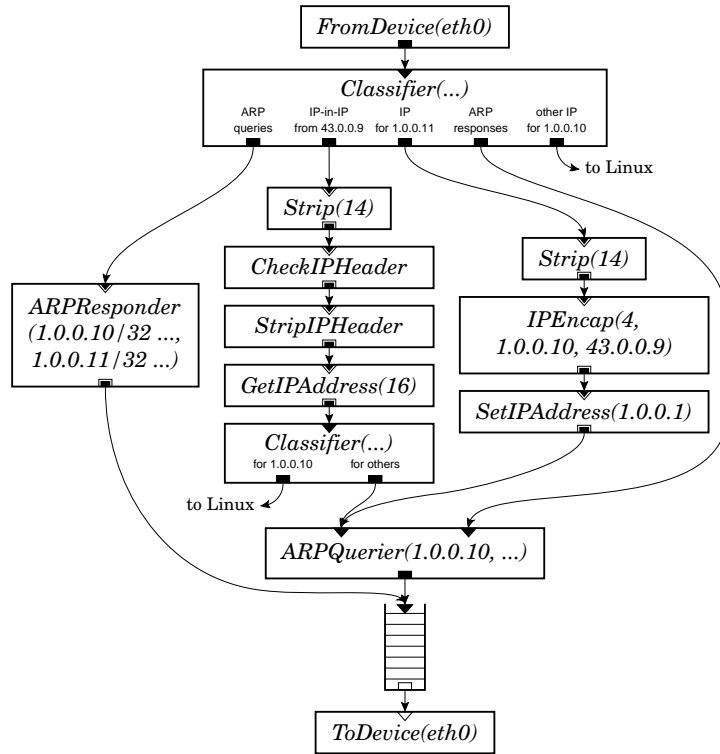 FromDevice(eth0)
Classifier(...)
ARP queries
IP-in-IP from 43.0.0.9
IP for 1.0.0.11
ARP responses
other IP for 1.0.0.10
to Linux
Strip(14)
Strip(14)
CheckIPHeader
ARPResponder
(1.0.0.10/32 ...,
1.0.0.11/32 ...)
StripIPHeader
IPEncap(4,
1.0.0.10, 43.0.0.9)
GetIPAddress(16)
SetIPAddress(1.0.0.1)
Classifier(...)
for 1.0.0.10
for others
to Linux
ARPQuerier(1.0.0.10, ...)
ToDevice(eth0)